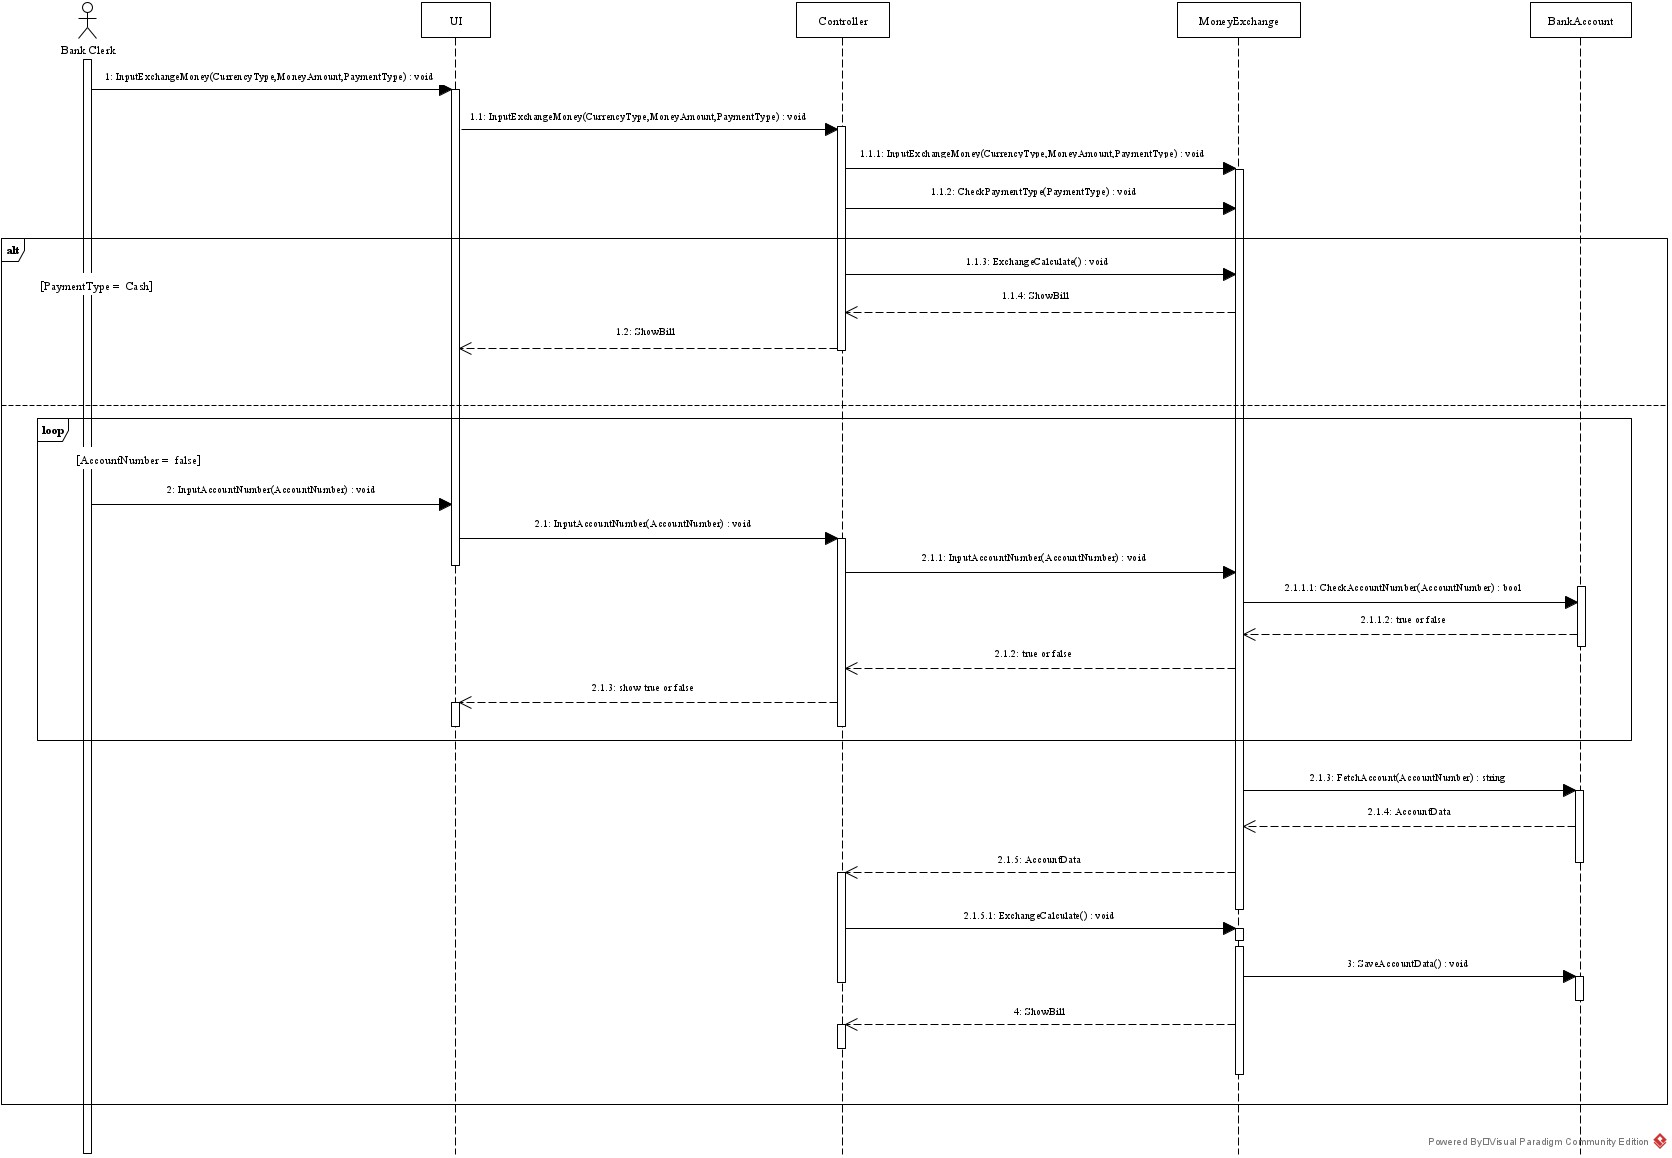 Bank Clerk
UI
Controller
MoneyExchange
BankAccount
1: InputExchangeMoney(CurrencyType,MoneyAmount,PaymentType) : void
1.1: InputExchangeMoney(CurrencyType,MoneyAmount,PaymentType) : void
1.1.1: InputExchangeMoney(CurrencyType,MoneyAmount,PaymentType) : void
1.1.2: CheckPaymentType(PaymentType) : void
alt
1.1.3: ExchangeCalculate() : void
[PaymentType = Cash]
1.1.4: ShowBill
1.2: ShowBill
loop
[AccountNumber = false]
2: InputAccountNumber(AccountNumber) : void
2.1: InputAccountNumber(AccountNumber) : void
2.1.1: InputAccountNumber(AccountNumber) : void
2.1.1.1: CheckAccountNumber(AccountNumber) : bool
2.1.1.2: true or false
2.1.2: true or false
2.1.3: show true or false
2.1.3: FetchAccount(AccountNumber) : string
2.1.4: AccountData
2.1.5: AccountData
2.1.5.1: ExchangeCalculate() : void
3: SaveAccountData() : void
4: ShowBill
Powered By□Visual Paradigm Community Edition